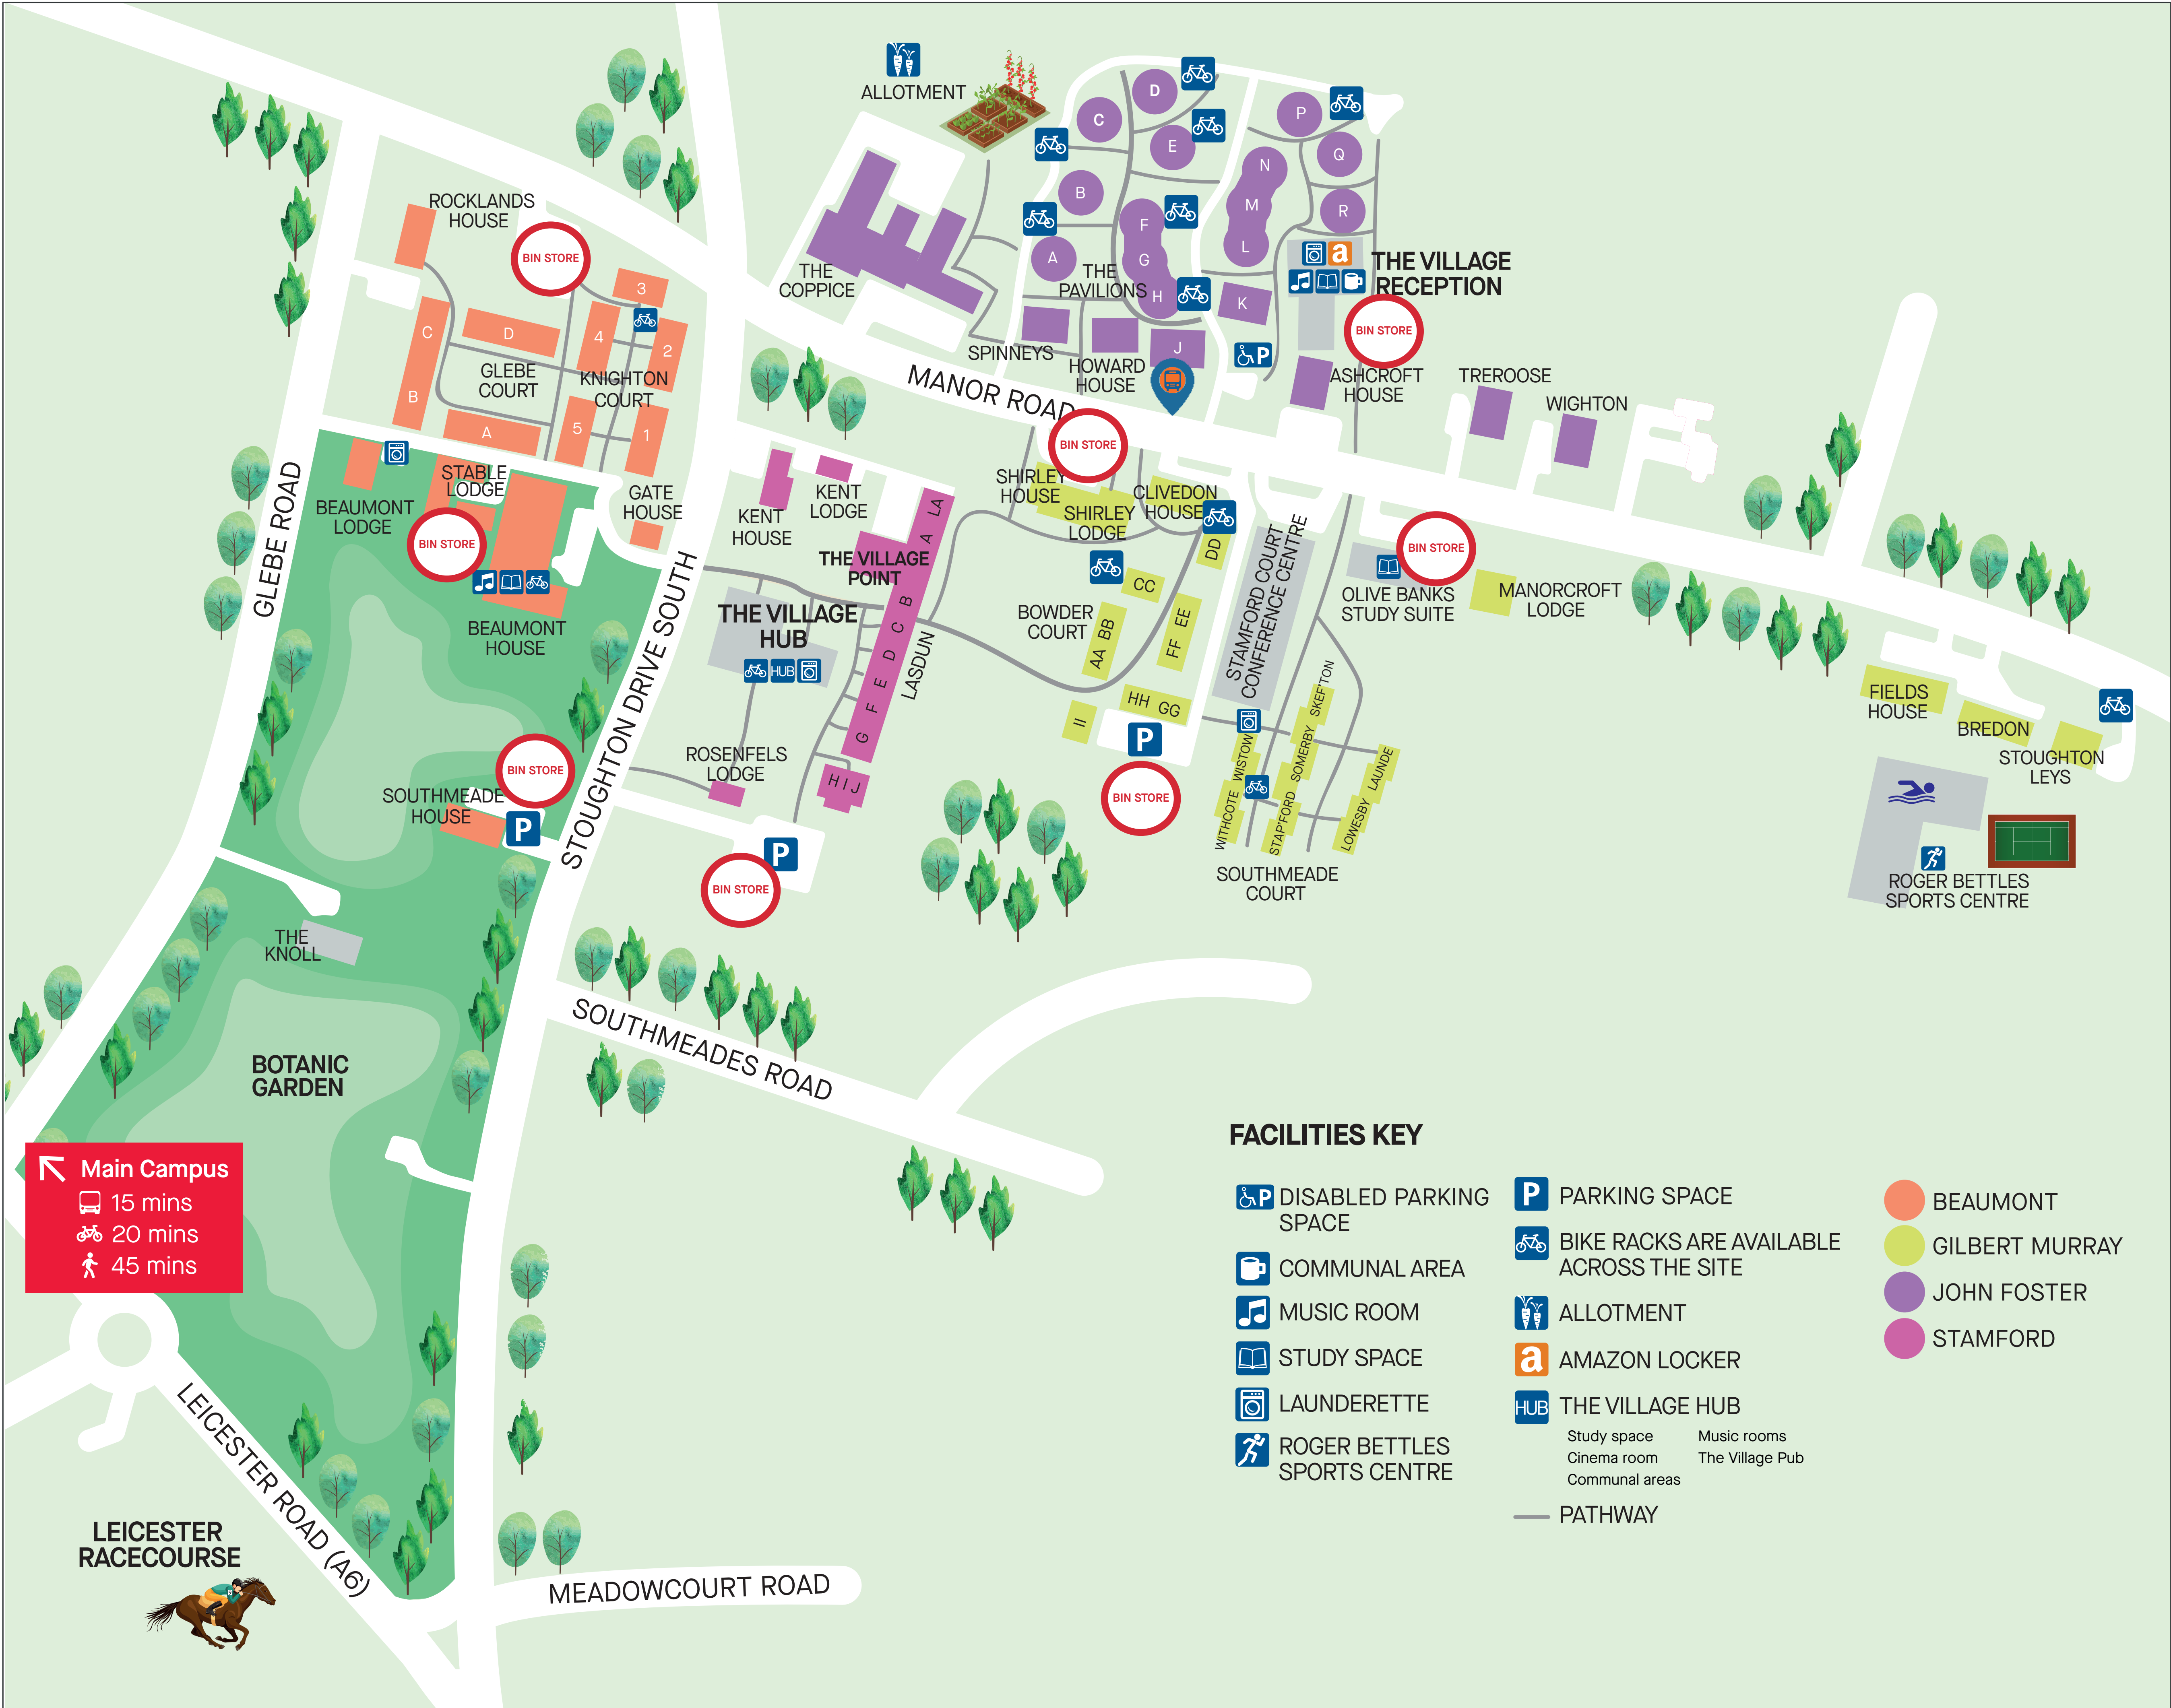 ALLOTMENT
D
C
E
B
F
A
G
H
THE
PAVILIONS
P
N
Q
M
R
L
K
J
a
THE VILLAGE
RECEPTION
BIN STORE
P
THE
COPPICE
SPINNEYS
HOWARD
HOUSE
ASHCROFT
HOUSE
TREROOSE
WIGHTON
MANOR ROAD
BIN STORE
ROCKLANDS
HOUSE
BIN STORE
3
C
D
4
2
GLEBE
COURT
KNIGHTON
COURT
B
A
5
1
STABLE
LODGE
BEAUMONT
LODGE
BIN STORE
GATE
HOUSE
BEAUMONT
HOUSE
GLEBE ROAD
STOUGHTON DRIVE SOUTH
KENT
HOUSE
KENT
LODGE
LA
A
THE VILLAGE
POINT
B
C
D
E
F
G
LASDUN
H I J
THE VILLAGE
HUB
HUB
ROSENFELS
LODGE
P
BIN STORE
SHIRLEY
HOUSE
SHIRLEY
LODGE
CLIVEDON
HOUSE
DD
CC
BOWDER
COURT
AA BB
FF EE
HH GG
II
P
BIN STORE
STAMFORD COURT
CONFERENCE CENTRE
OLIVE BANKS
STUDY SUITE
BIN STORE
MANORCROFT
LODGE
WISTOW
WITHCOTE
SKEF'TON
SOMERBY
STAP'FORD
LAUNDE
LOWESBY
SOUTHMEADE
COURT
FIELDS
HOUSE
BREDON
STOUGHTON
LEYS
ROGER BETTLES
SPORTS CENTRE
BIN STORE
SOUTHMEADE
HOUSE
P
THE
KNOLL
BOTANIC
GARDEN
SOUTHMEADES ROAD
Main Campus
15 mins
20 mins
45 mins
LEICESTER ROAD (A6)
LEICESTER
RACECOURSE
MEADOWCOURT ROAD
FACILITIES KEY
P DISABLED PARKING
SPACE
COMMUNAL AREA
MUSIC ROOM
STUDY SPACE
LAUNDERETTE
ROGER BETTLES
SPORTS CENTRE
P PARKING SPACE
BIKE RACKS ARE AVAILABLE
ACROSS THE SITE
ALLOTMENT
a AMAZON LOCKER
HUB THE VILLAGE HUB
Study space Music rooms
Cinema room The Village Pub
Communal areas
PATHWAY
BEAUMONT
GILBERT MURRAY
JOHN FOSTER
STAMFORD